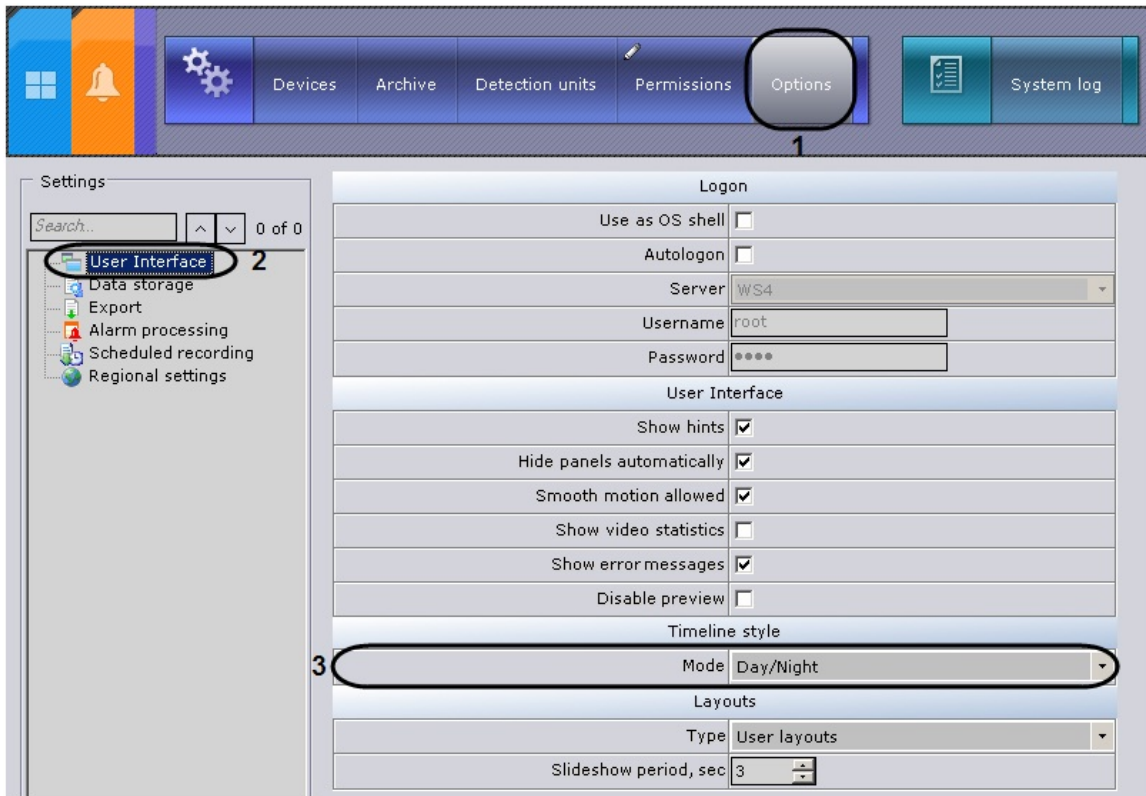 Devices Archive Detection units Permissions Options System log
1
Settings
Search... 0 of 0
User Interface 2
Data storage
Export
Alarm processing
Scheduled recording
Regional settings
Logon
Use as OS shell
Autologon
Server WS4
Username root
Password ●●●●
User Interface
Show hints
Hide panels automatically
Smooth motion allowed
Show video statistics
Show error messages
Disable preview
Timeline style
3 Mode Day/Night
Layouts
Type User layouts
Slideshow period, sec 3